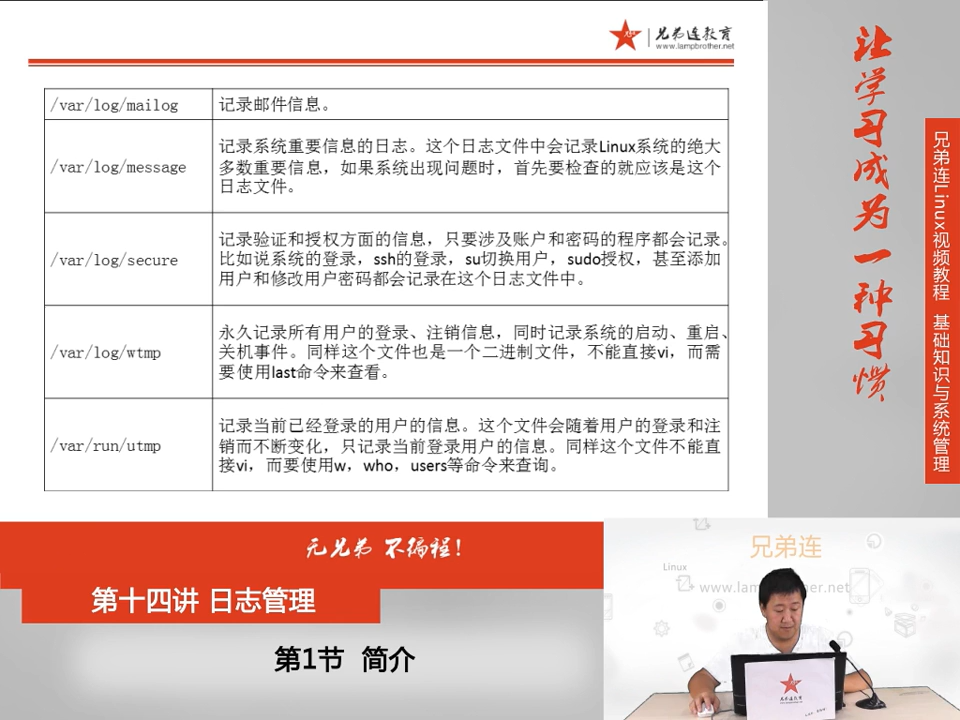 兄弟连教育
www.lampbrother.net
/var/log/mailog
记录邮件信息。
/var/log/message
记录系统重要信息的日志。这个日志文件中会记录Linux系统的绝大
多数重要信息，如果系统出现问题时，首先要检查的就应该是这个
日志文件。
/var/log/secure
记录验证和授权方面的信息，只要涉及账户和密码的程序都会记录。
比如说系统的登录，ssh的登录，su切换用户，sudo授权，甚至添加
用户和修改用户密码都会记录在这个日志文件中。
/var/log/wtmp
永久记录所有用户的登录、注销信息，同时记录系统的启动、重启、
关机事件。同样这个文件也是一个二进制文件，不能直接vi，而需
要使用last命令来查看。
/var/run/utmp
记录当前已经登录的用户的信息。这个文件会随着用户的登录和注
销而不断变化，只记录当前登录用户的信息。同样这个文件不能直
接vi，而要使用w，who，users等命令来查询。
让学习成为一种习惯
兄弟连Linux视频教程 基础知识与系统管理
无兄弟 不编程！
第十四讲 日志管理
第1节 简介
兄弟连
Linux
www.lampbrother.net
兄弟连教育